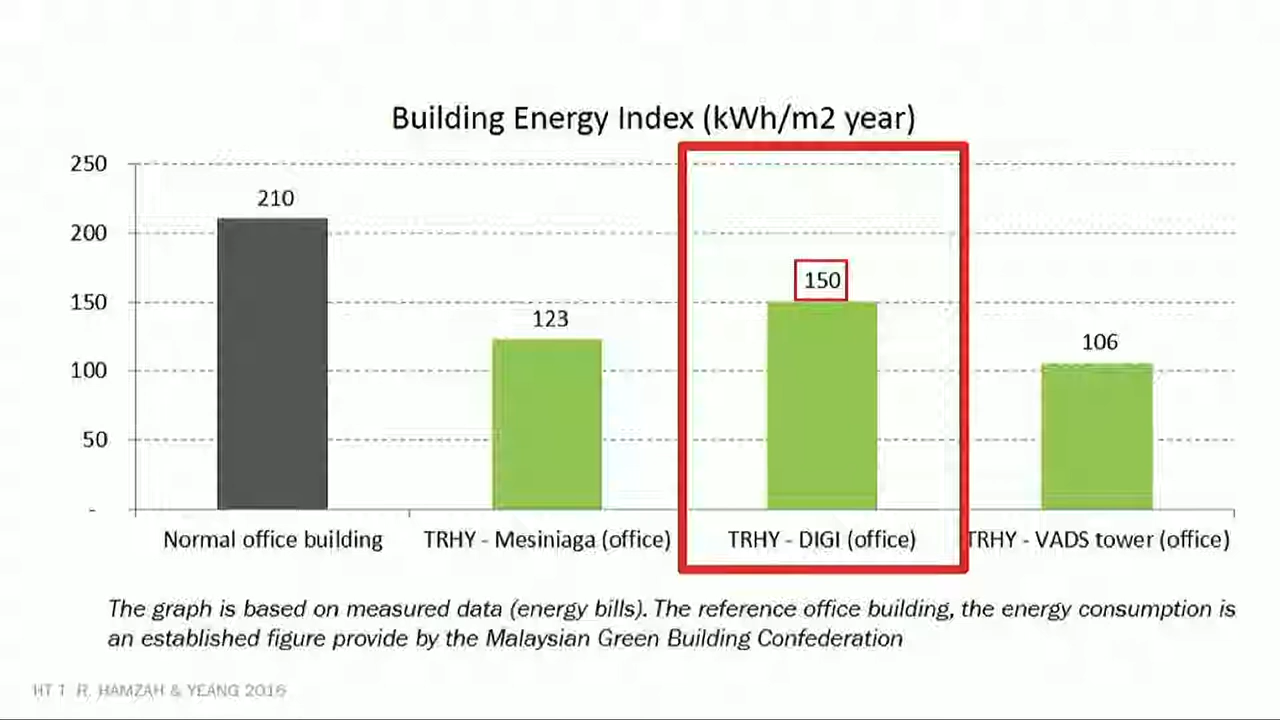 Building Energy Index (kWh/m2 year)
250
210
200
150
150
123
106
100
50
-
Normal office building
TRHY - Mesiniaga (office)
TRHY - DIGI (office)
TRHY - VADS tower (office)
The graph is based on measured data (energy bills). The reference office building, the energy consumption is
an established figure provide by the Malaysian Green Building Confederation
HT T. R. HAMZAH & YEANG 2016